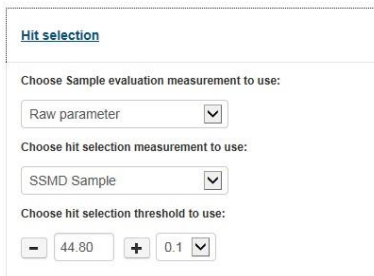 Hit selection
Choose Sample evaluation measurement to use:
Raw parameter
Choose hit selection measurement to use:
SSMD Sample
Choose hit selection threshold to use:
- 44.80 + 0.1